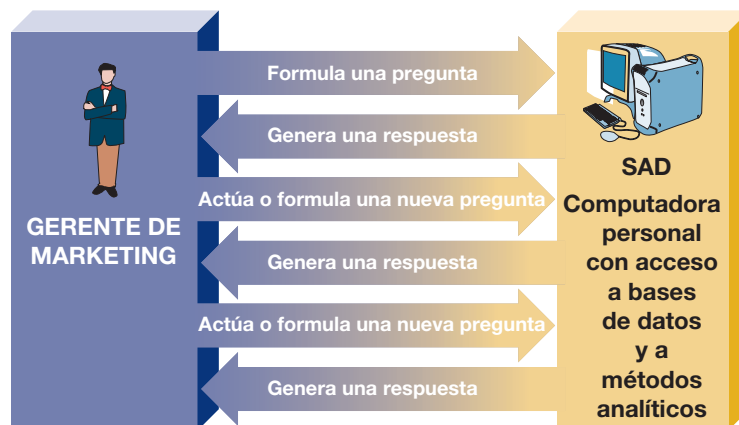 Formula una pregunta
Genera una respuesta
Actúa o formula una nueva pregunta
Genera una respuesta
Actúa o formula una nueva pregunta
Genera una respuesta
GERENTE DE
MARKETING
SAD
Computadora
personal
con acceso
a bases
de datos
y a
métodos
analíticos